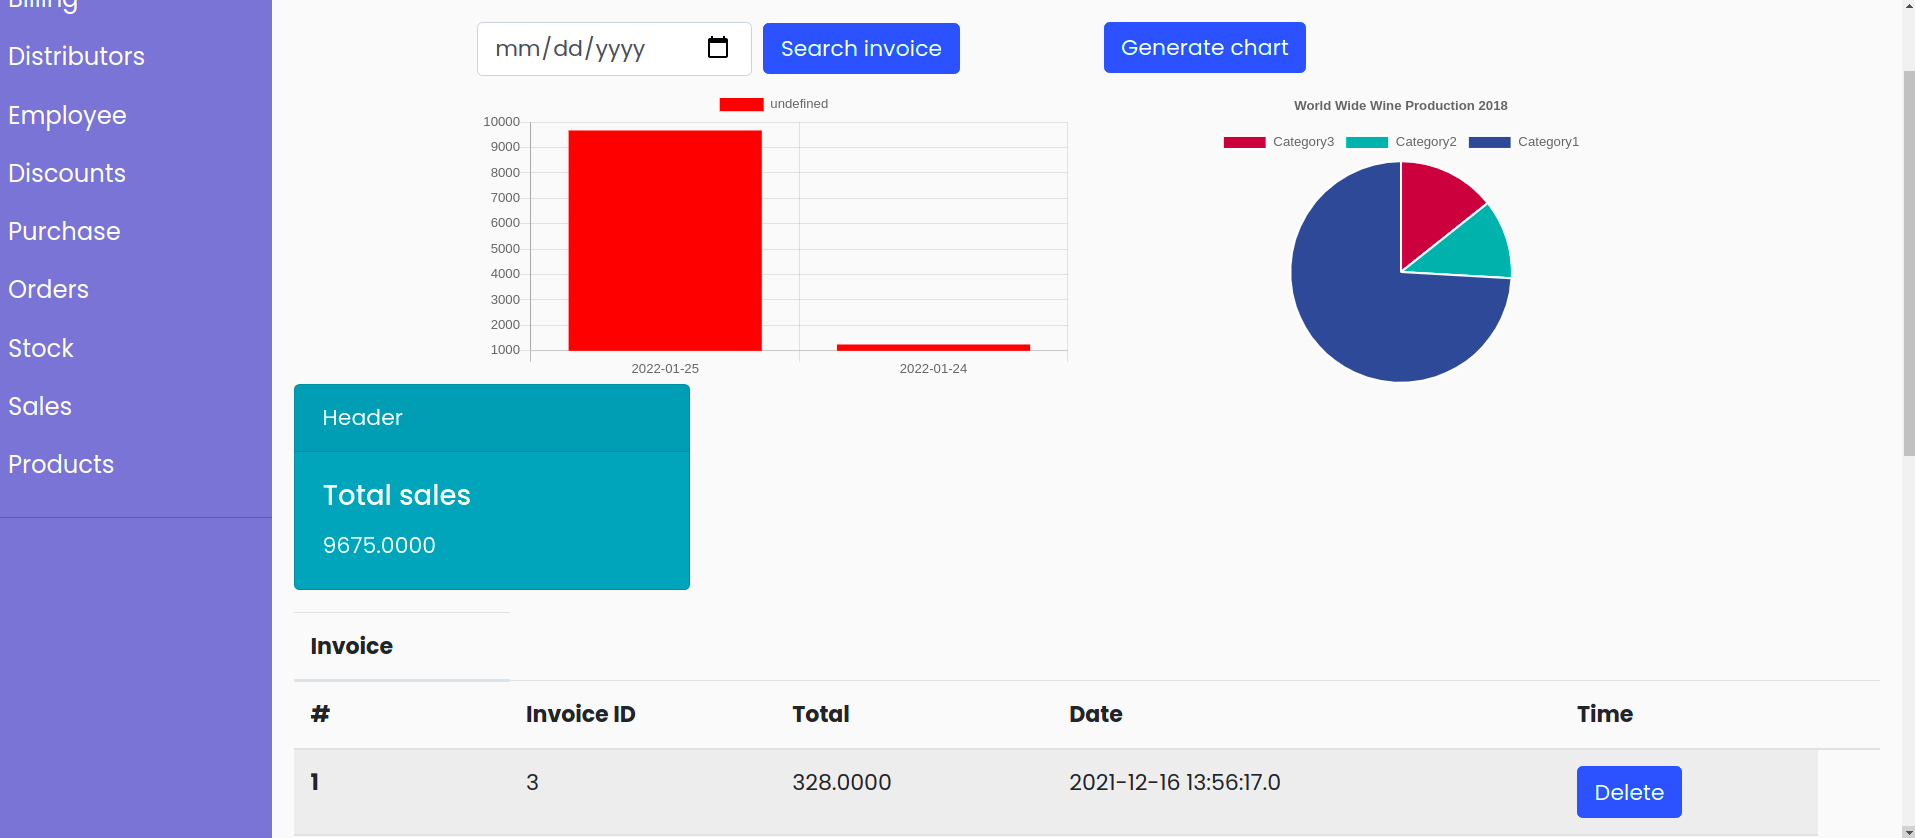 Billing
Distributors
Employee
Discounts
Purchase
Orders
Stock
Sales
Products
mm/dd/yyyy
Search invoice
Generate chart
undefined
10000
9000
8000
7000
6000
5000
4000
3000
2000
1000
2022-01-25 2022-01-24
World Wide Wine Production 2018
Category3 Category2 Category1
Header
Total sales
9675.0000
Invoice
# Invoice ID Total Date Time
1 3 328.0000 2021-12-16 13:56:17.0 Delete